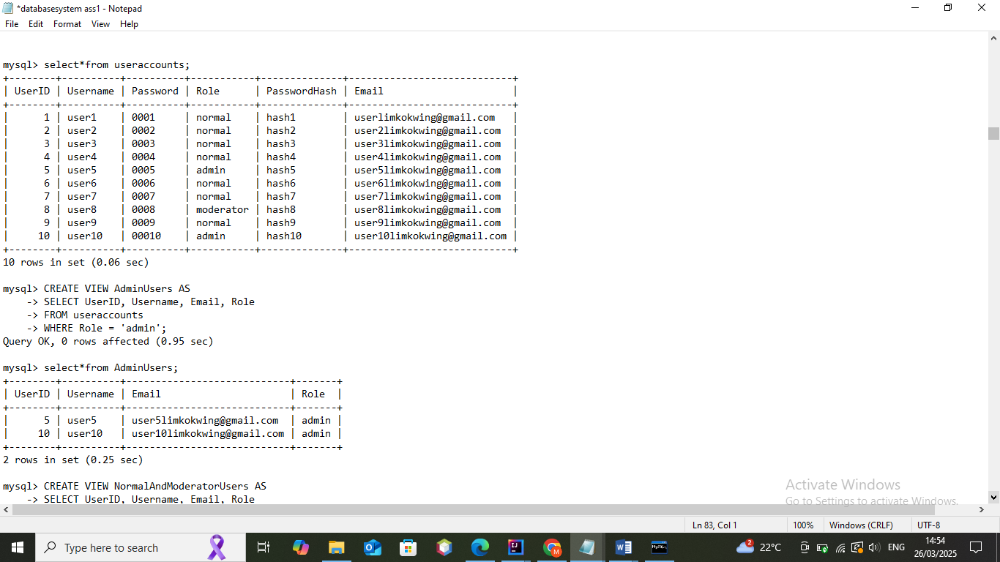 *databasesystem ass1 - Notepad
File Edit Format View Help
mysql> select*from useraccounts;
+--------+----------+----------+-----------+--------------+----------------------------+
| UserID | Username | Password | Role      | PasswordHash | Email                      |
+--------+----------+----------+-----------+--------------+----------------------------+
|      1 | user1    | 0001     | normal    | hash1        | userlimkokwing@gmail.com   |
|      2 | user2    | 0002     | normal    | hash2        | user2limkokwing@gmail.com  |
|      3 | user3    | 0003     | normal    | hash3        | user3limkokwing@gmail.com  |
|      4 | user4    | 0004     | normal    | hash4        | user4limkokwing@gmail.com  |
|      5 | user5    | 0005     | admin     | hash5        | user5limkokwing@gmail.com  |
|      6 | user6    | 0006     | normal    | hash6        | user6limkokwing@gmail.com  |
|      7 | user7    | 0007     | normal    | hash7        | user7limkokwing@gmail.com  |
|      8 | user8    | 0008     | moderator | hash8        | user8limkokwing@gmail.com  |
|      9 | user9    | 0009     | normal    | hash9        | user9limkokwing@gmail.com  |
|     10 | user10   | 00010    | admin     | hash10       | user10limkokwing@gmail.com |
+--------+----------+----------+-----------+--------------+----------------------------+
10 rows in set (0.06 sec)
mysql> CREATE VIEW AdminUsers AS
    -> SELECT UserID, Username, Email, Role
    -> FROM useraccounts
    -> WHERE Role = 'admin';
Query OK, 0 rows affected (0.95 sec)
mysql> select*from AdminUsers;
+--------+----------+----------------------------+-------+
| UserID | Username | Email                      | Role  |
+--------+----------+----------------------------+-------+
|      5 | user5    | user5limkokwing@gmail.com  | admin |
|     10 | user10   | user10limkokwing@gmail.com | admin |
+--------+----------+----------------------------+-------+
2 rows in set (0.25 sec)
mysql> CREATE VIEW NormalAndModeratorUsers AS
    -> SELECT UserID, Username, Email, Role
Activate Windows
Go to Settings to activate Windows.
Ln 83, Col 1 100% Windows (CRLF) UTF-8
Type here to search 2 22°C ENG 14:54
26/03/2025